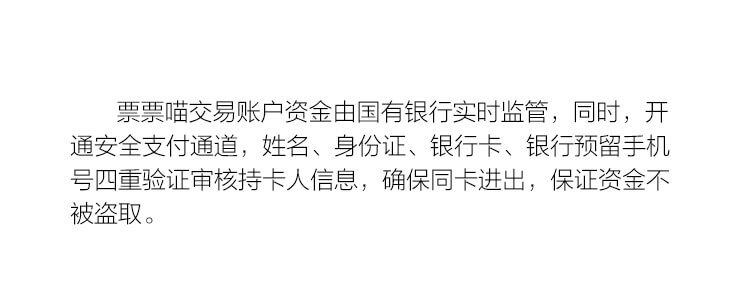 票票喵交易账户资金由国有银行实时监管，同时，开
通安全支付通道，姓名、身份证、银行卡、银行预留手机
号四重验证审核持卡人信息，确保同卡进出，保证资金不
被盗取。